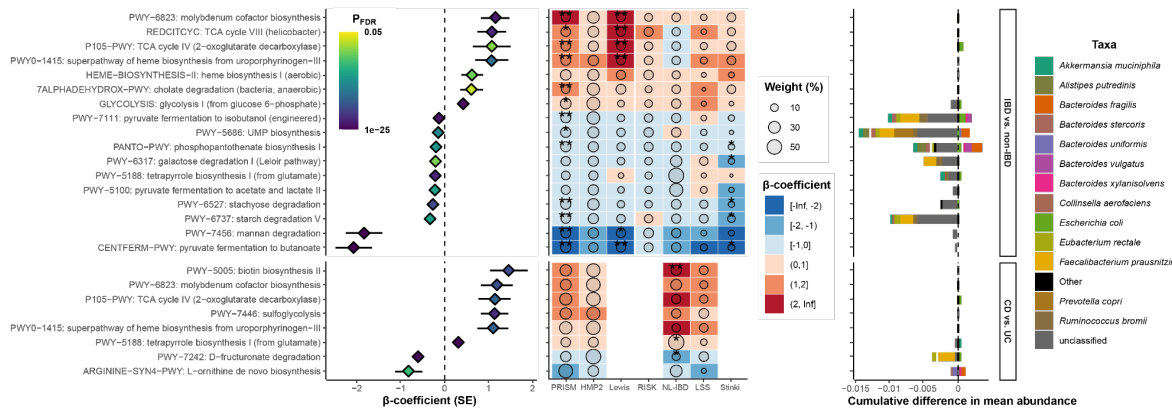 PWY-6823: molybdenum cofactor biosynthesis
REDCITCYC: TCA cycle VIII (helicobacter)
P105-PWY: TCA cycle IV (2-oxoglutarate decarboxylase)
PWY0-1415: superpathway of heme biosynthesis from uroporphyrinogen-III
HEME-BIOSYNTHESIS-II: heme biosynthesis I (aerobic)
7ALPHADEHYDROX-PWY: cholate degradation (bacteria, anaerobic)
GLYCOLYSIS: glycolysis I (from glucose 6-phosphate)
PWY-7111: pyruvate fermentation to isobutanol (engineered)
PWY-5686: UMP biosynthesis
PANTO-PWY: phosphopantothenate biosynthesis I
PWY-6317: galactose degradation I (Leloir pathway)
PWY-5188: tetrapyrrole biosynthesis I (from glutamate)
PWY-5100: pyruvate fermentation to acetate and lactate II
PWY-6527: stachyose degradation
PWY-6737: starch degradation V
PWY-7456: mannan degradation
CENTFERM-PWY: pyruvate fermentation to butanoate
PWY-5005: biotin biosynthesis II
PWY-6823: molybdenum cofactor biosynthesis
P105-PWY: TCA cycle IV (2-oxoglutarate decarboxylase)
PWY-7446: sulfoglycolysis
PWY0-1415: superpathway of heme biosynthesis from uroporphyrinogen-III
PWY-5188: tetrapyrrole biosynthesis I (from glutamate)
PWY-7242: D-fructuronate degradation
ARGININE-SYN4-PWY: L-ornithine de novo biosynthesis
P FDR
0.05
1e-25
-2 -1 0 1 2
β-coefficient (SE)
PRISM HMP2 Lewis RISK NL-IBD LSS Stinki
Weight (%)
10
30
50
β-coefficient
[-Inf, -2)
[-2, -1)
[-1,0)
(0,1]
(1,2]
(2, Inf]
-0.015 -0.01 -0.005 0
Cumulative difference in mean abundance
IBD vs. non-IBD
CD vs. UC
Taxa
Akkermansia muciniphila
Alistipes putredinis
Bacteroides fragilis
Bacteroides stercoris
Bacteroides uniformis
Bacteroides vulgatus
Bacteroides xylanisolvens
Collinsella aerofaciens
Escherichia coli
Eubacterium rectale
Faecalibacterium prausnitzii
Other
Prevotella copri
Ruminococcus bromii
unclassified